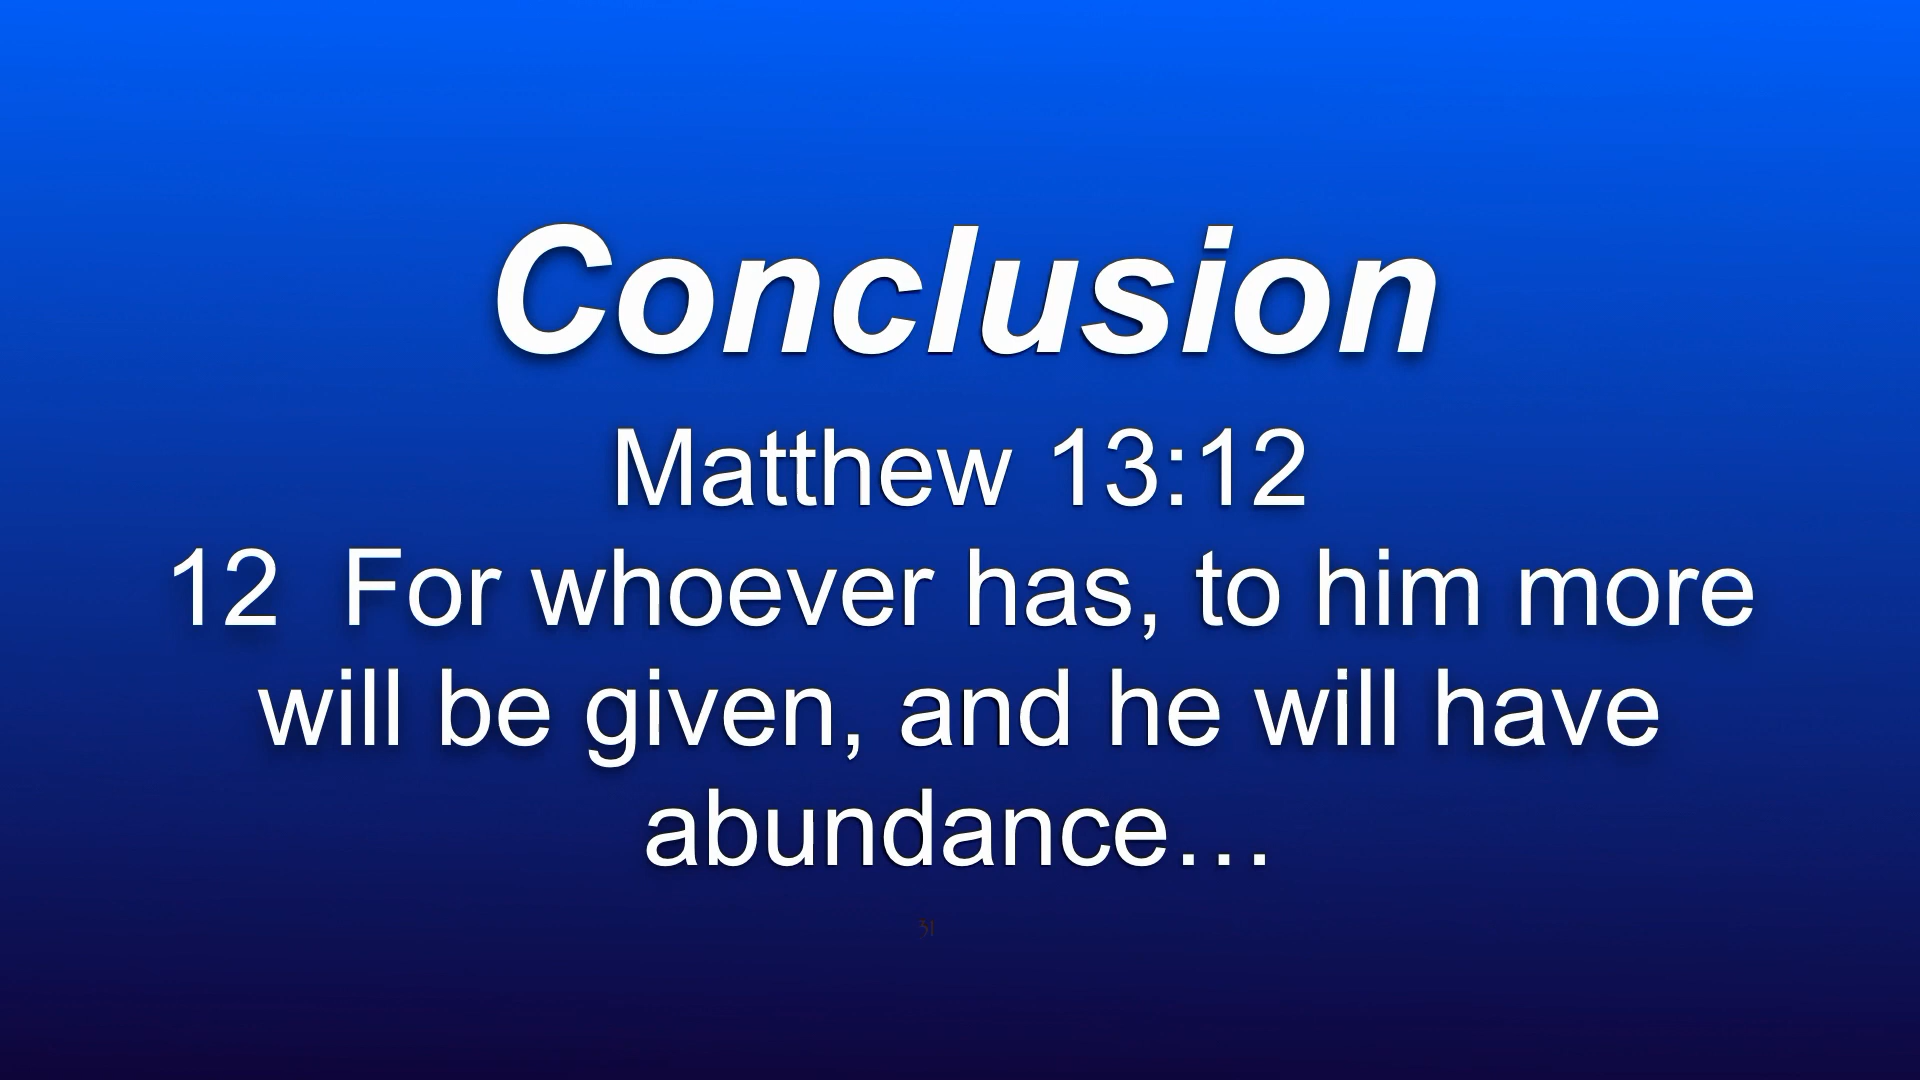 Conclusion
Matthew 13:12
12  For whoever has, to him more
will be given, and he will have
abundance…
31